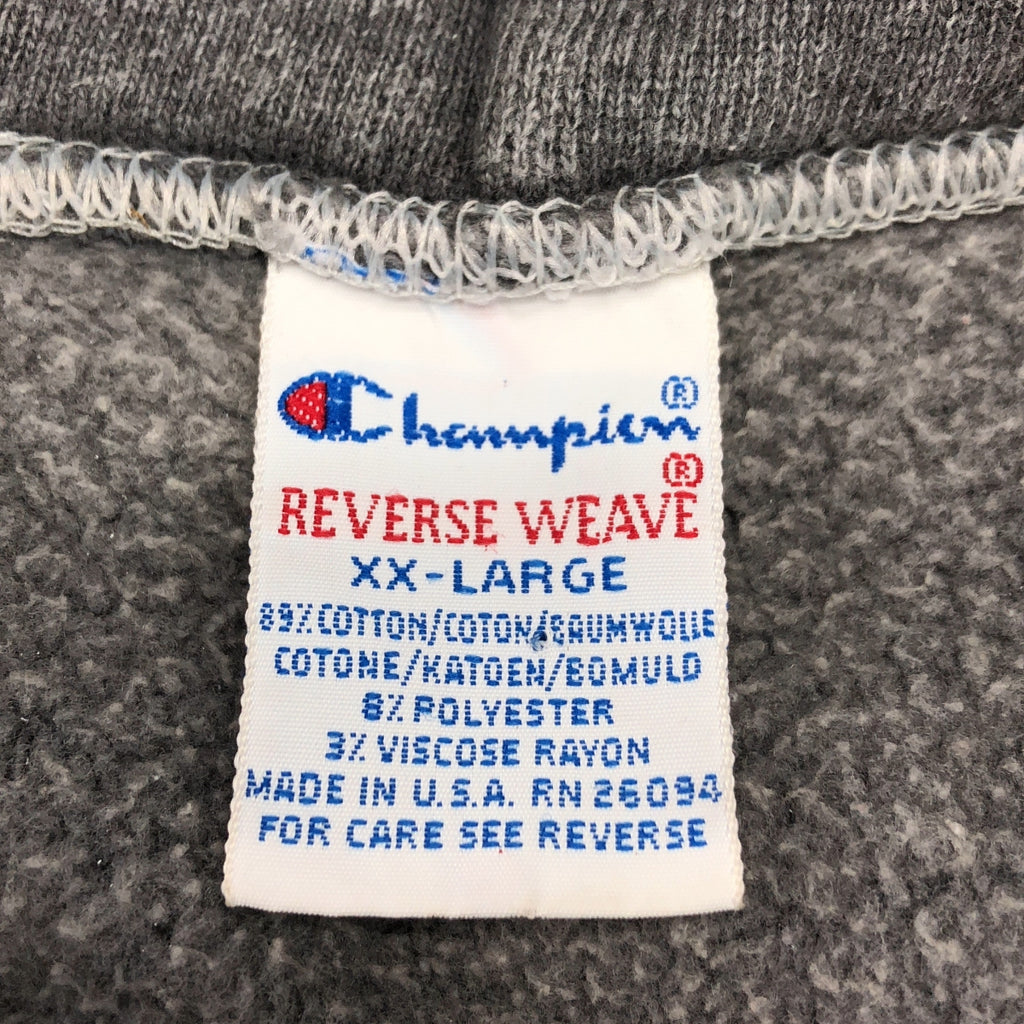 Champion®
REVERSE WEAVE®
XX-LARGE
89% COTTON/COTON/BAUMWOLLE
COTONE/KATOEN/BOMULD
8% POLYESTER
3% VISCOSE RAYON
MADE IN U.S.A. RN 26094
FOR CARE SEE REVERSE